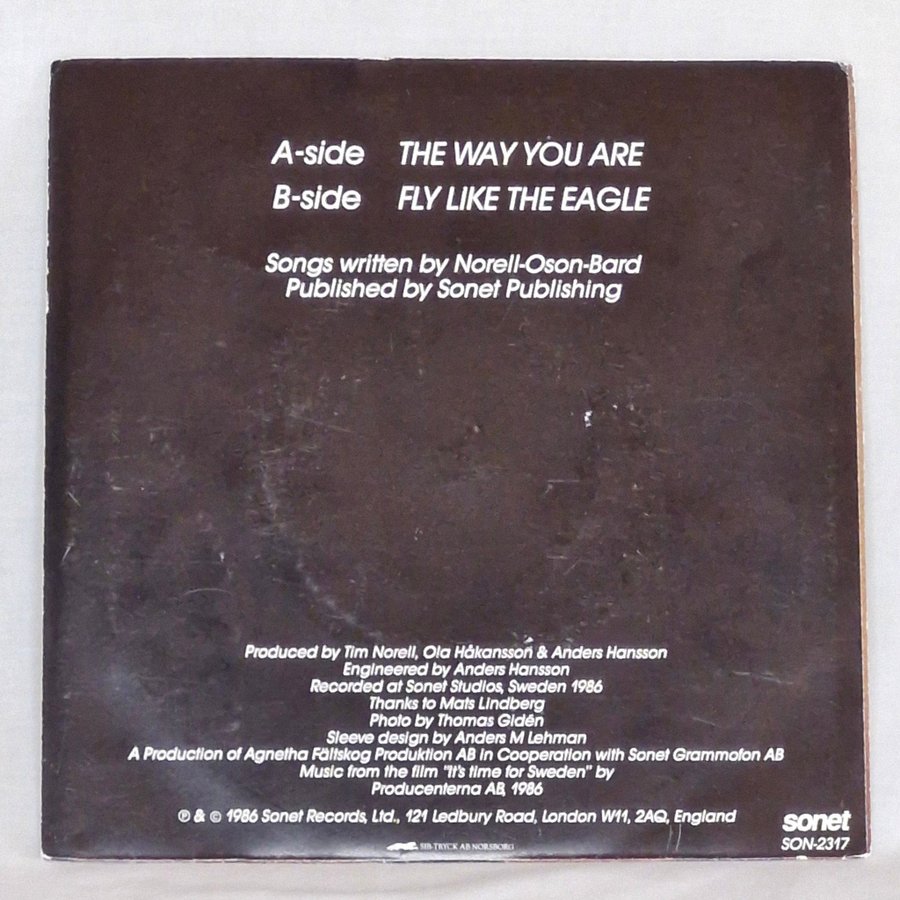 A-side THE WAY YOU ARE
B-side FLY LIKE THE EAGLE
Songs written by Norell-Oson-Bard
Published by Sonet Publishing
Produced by Tim Norell, Ola Håkansson & Anders Hansson
Engineered by Anders Hansson
Recorded at Sonet Studios, Sweden 1986
Thanks to Mats Lindberg
Photo by Thomas Gidén
Sleeve design by Anders M Lehman
A Production of Agnetha Fältskog Produktion AB in Cooperation with Sonet Grammofon AB
Music from the film "It's time for Sweden" by
Producenterna AB, 1986
℗ & © 1986 Sonet Records, Ltd., 121 Ledbury Road, London W11, 2AQ, England
sonet
SON-2317
SIB-TRYCK AB NORSBORG